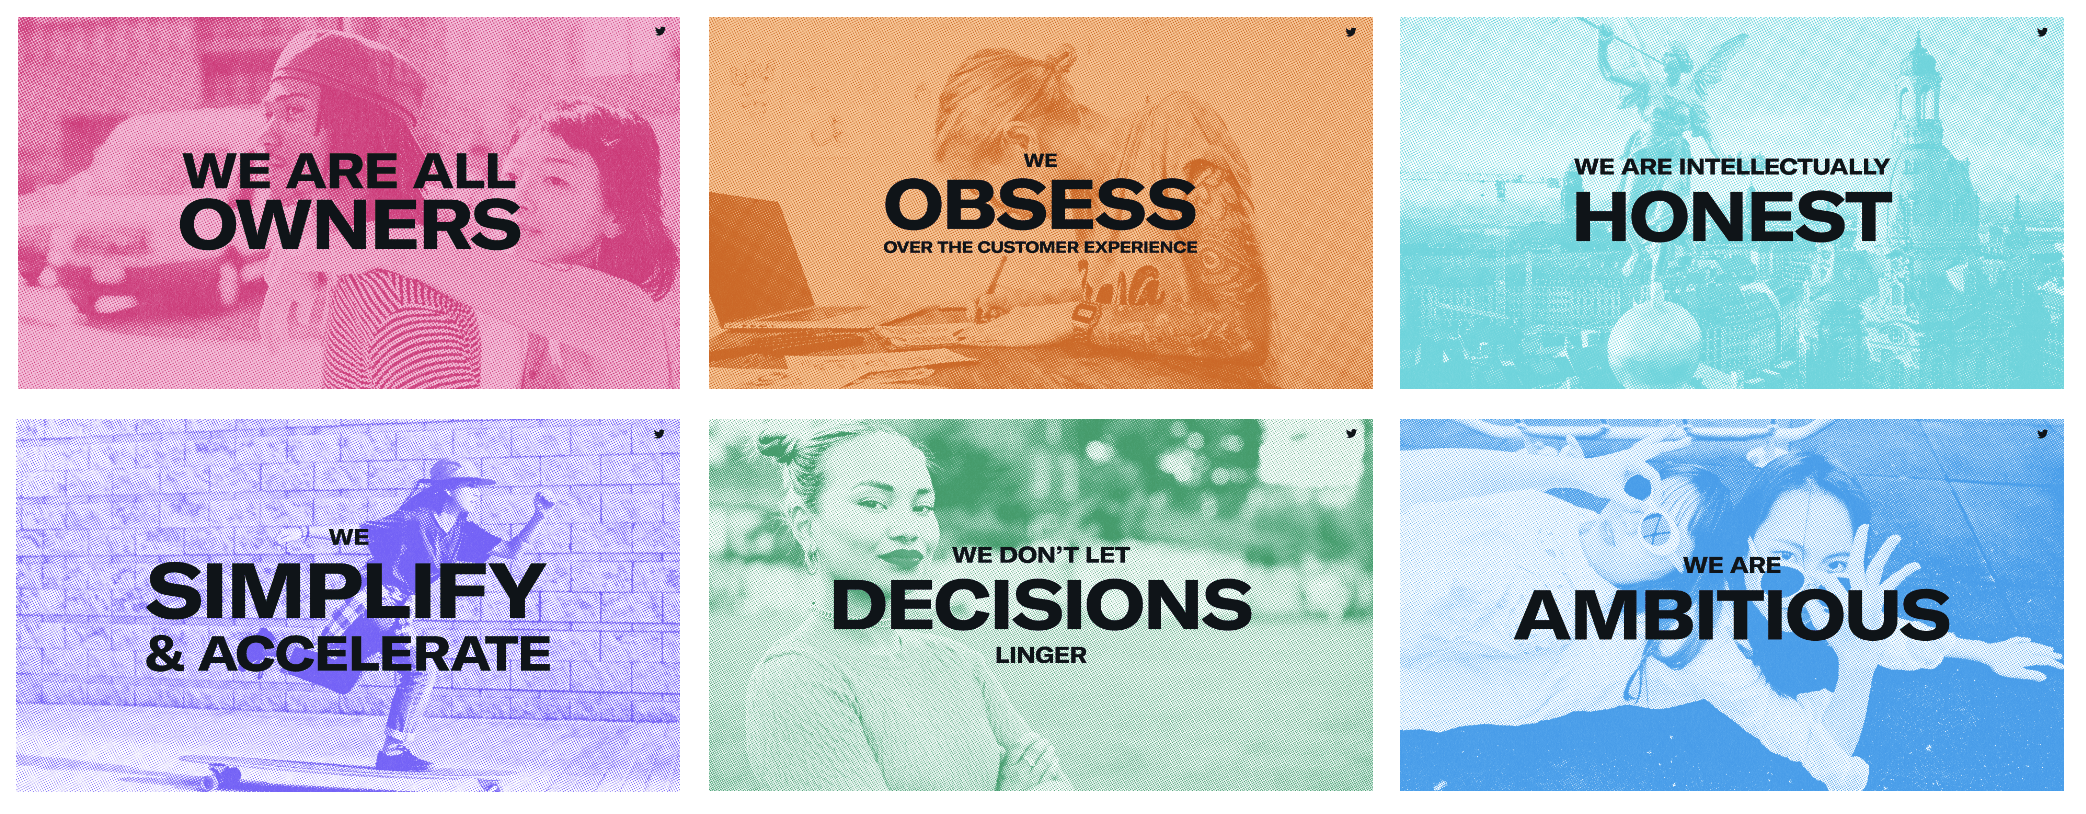 WE ARE ALL
OWNERS
WE
OBSESS
OVER THE CUSTOMER EXPERIENCE
WE ARE INTELLECTUALLY
HONEST
WE
SIMPLIFY
& ACCELERATE
WE DON’T LET
DECISIONS
LINGER
WE ARE
AMBITIOUS